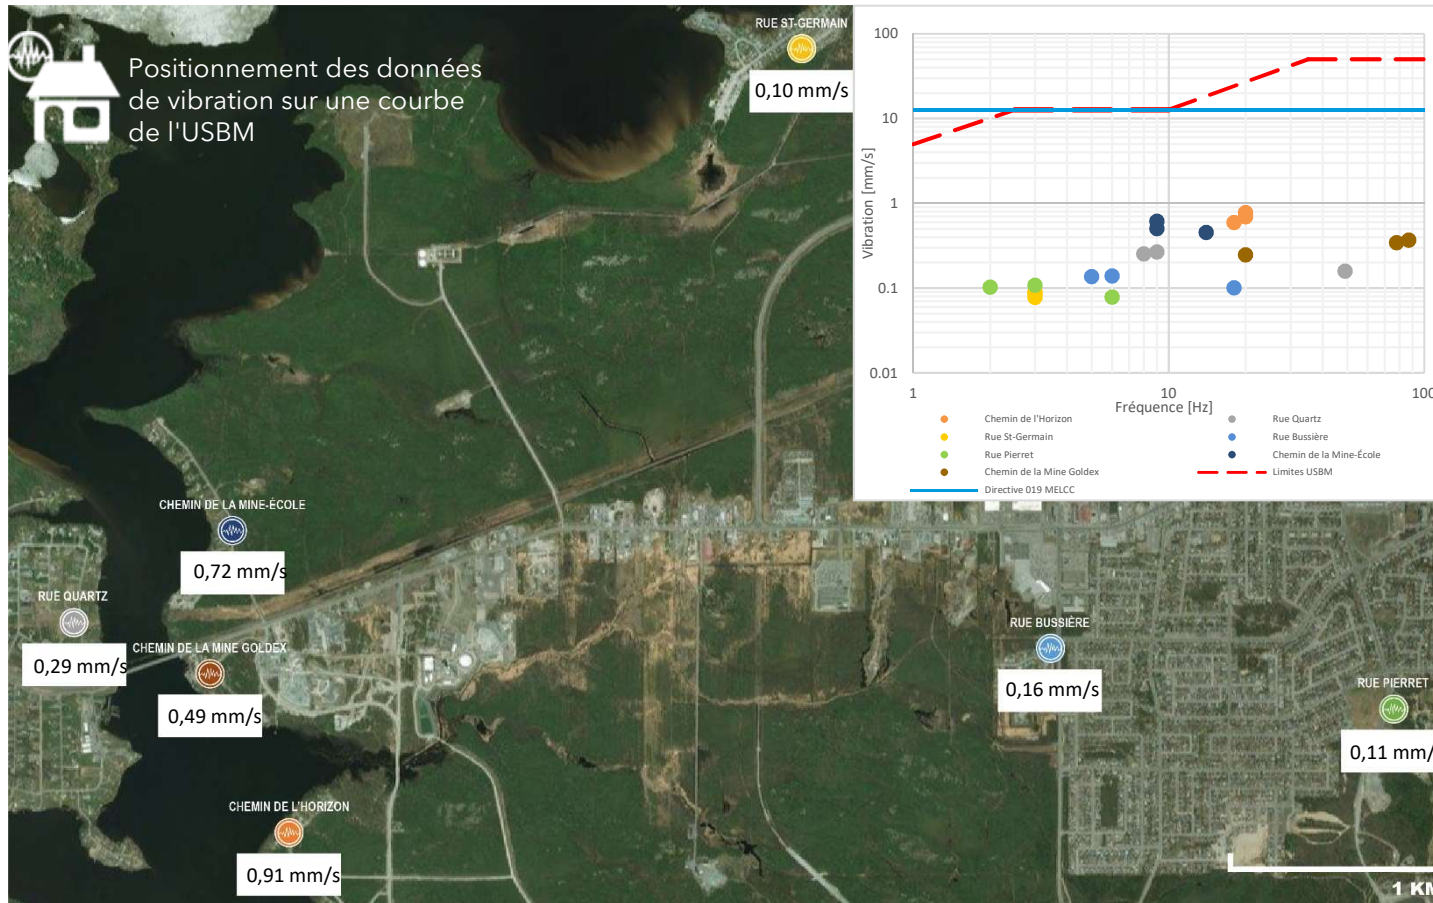 Positionnement des données
de vibration sur une courbe
de l'USBM
RUE ST-GERMAIN
0,10 mm/s
100
10
1
0.1
0.01
Vibration [mm/s]
1
10
100
Fréquence [Hz]
Chemin de l'Horizon
Rue Quartz
Rue St-Germain
Rue Bussière
Rue Pierret
Chemin de la Mine-École
Chemin de la Mine Goldex
Limites USBM
Directive 019 MELCC
CHEMIN DE LA MINE-ÉCOLE
0,72 mm/s
RUE QUARTZ
0,29 mm/s
CHEMIN DE LA MINE GOLDEX
0,49 mm/s
RUE BUSSIÈRE
0,16 mm/s
RUE PIERRET
0,11 mm/
CHEMIN DE L'HORIZON
0,91 mm/s
1 KM